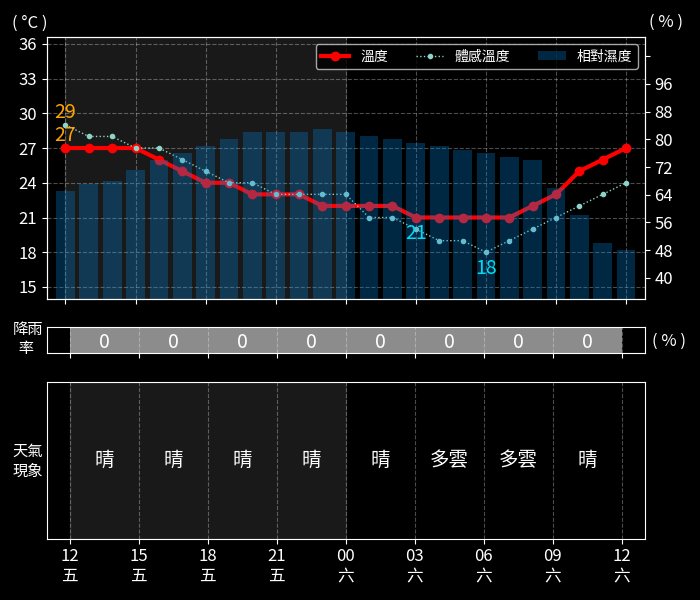 ( °C )
( % )
溫度 體感溫度 相對濕度
36
33
30
27
24
21
18
15
96
88
80
72
64
56
48
40
29
27
21
18
降雨率
0 0 0 0 0 0 0 0
( % )
天氣
現象
晴 晴 晴 晴 晴 多雲 多雲 晴
12 15 18 21 00 03 06 09 12
五 五 五 五 六 六 六 六 六